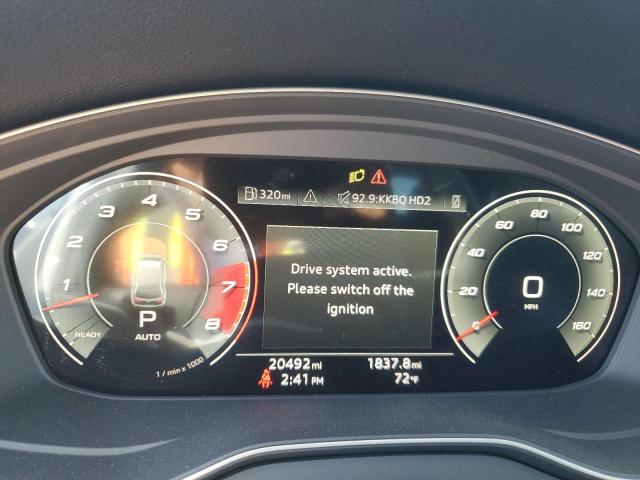 320mi 92.9:KKBQ HD2
1 2 3 4 5 6 7 8
READY
P
AUTO
1 / min x 1000
Drive system active.
Please switch off the
ignition
20 40 60 80 100 120 140 160
0
MPH
20492mi 1837.8mi
2:41 PM 72°F